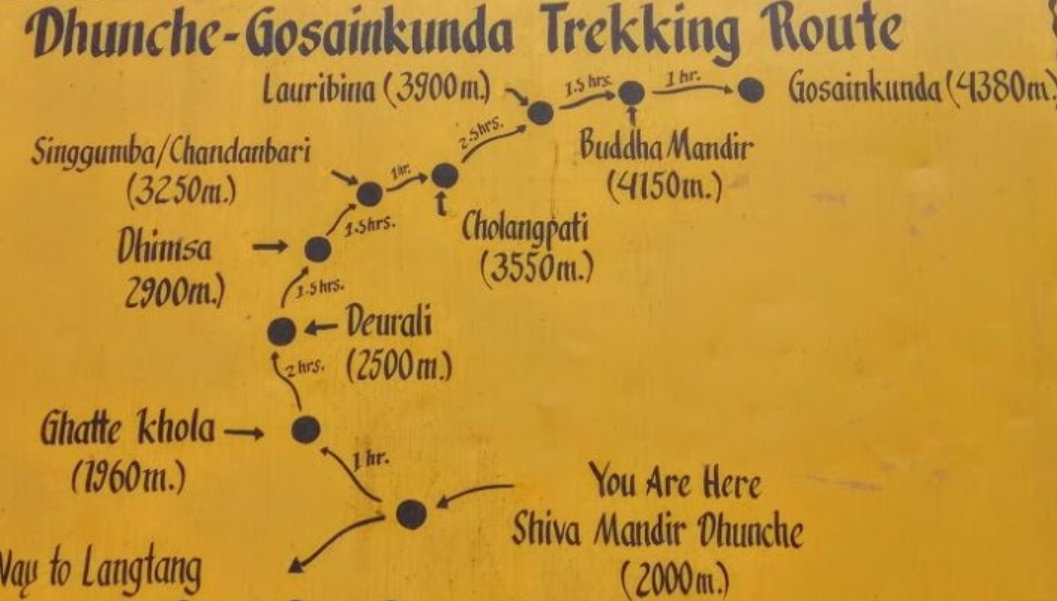 Dhunche-Gosainkunda Trekking Route
Lauribina (3900m.)
1.5 hrs.
1 hr.
Gosainkunda (4380m.)
2.5hrs.
Buddha Mandir
(4150m.)
Singgumba/Chandanbari
(3250m.)
1hr.
Cholangpati
(3550m.)
1.5hrs.
Dhimsa
2900m.)
1.5 hrs.
Deurali
(2500m.)
2 hrs.
Ghatte khola
(1960m.)
1 hr.
You Are Here
Shiva Mandir Dhunche
(2000m.)
Way to Langtang